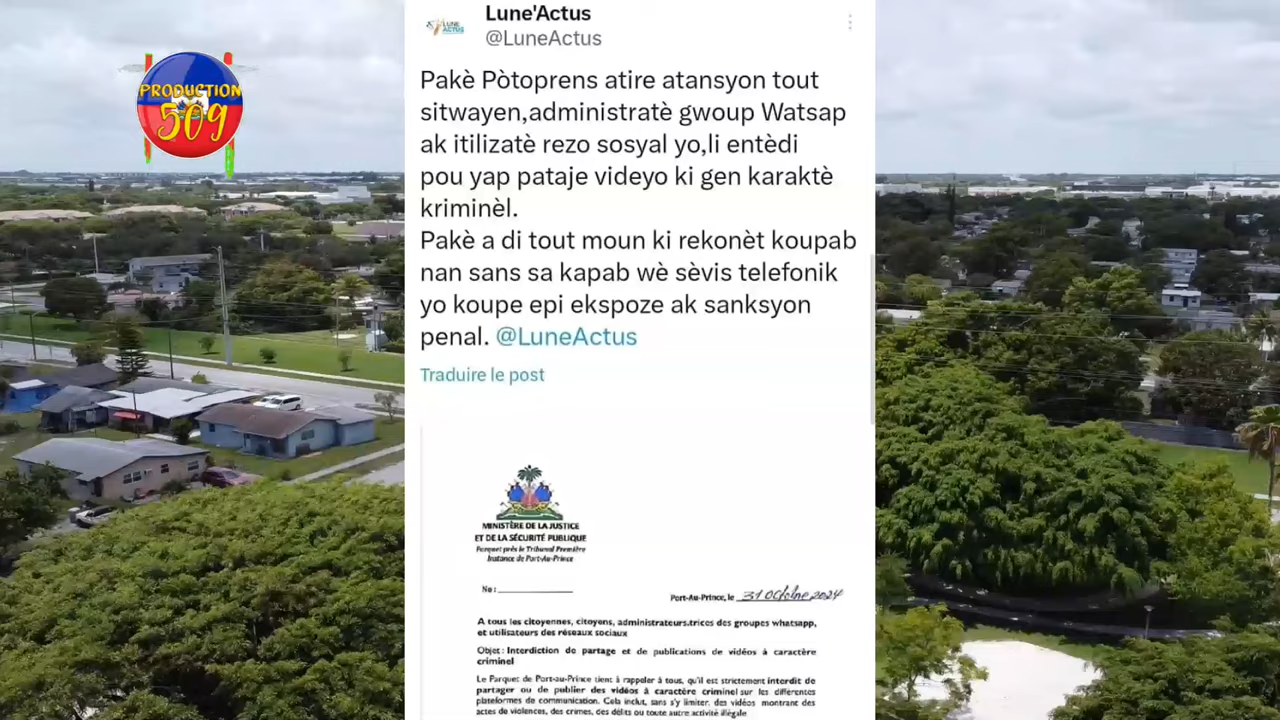 PRODUCTION
509
LUNE
ACTUS
Lune'Actus
@LuneActus
Pakè Pòtoprens atire atansyon tout
sitwayen,administratè gwoup Watsap
ak itilizatè rezo sosyal yo,li entèdi
pou yap pataje videyo ki gen karaktè
kriminèl.
Pakè a di tout moun ki rekonèt koupab
nan sans sa kapab wè sèvis telefonik
yo koupe epi ekspoze ak sanksyon
penal. @LuneActus
Traduire le post
MINISTÈRE DE LA JUSTICE
ET DE LA SÉCURITÉ PUBLIQUE
Parquet près le Tribunal Première
Instance de Port-Au-Prince
No :
Port-Au-Prince, le 31 Octobre 2024
A tous les citoyennes, citoyens, administrateurs.trices des groupes whatsapp,
et utilisateurs des réseaux sociaux
Objet : Interdiction de partage et de publications de vidéos à caractère
criminel
Le Parquet de Port-au-Prince tient à rappeler à tous, qu'il est strictement interdit de
partager ou de publier des vidéos à caractère criminel sur les différentes
plateformes de communication. Cela inclut, sans s'y limiter, des vidéos montrant des
actes de violences, des crimes, des délits ou toute autre activité illégale